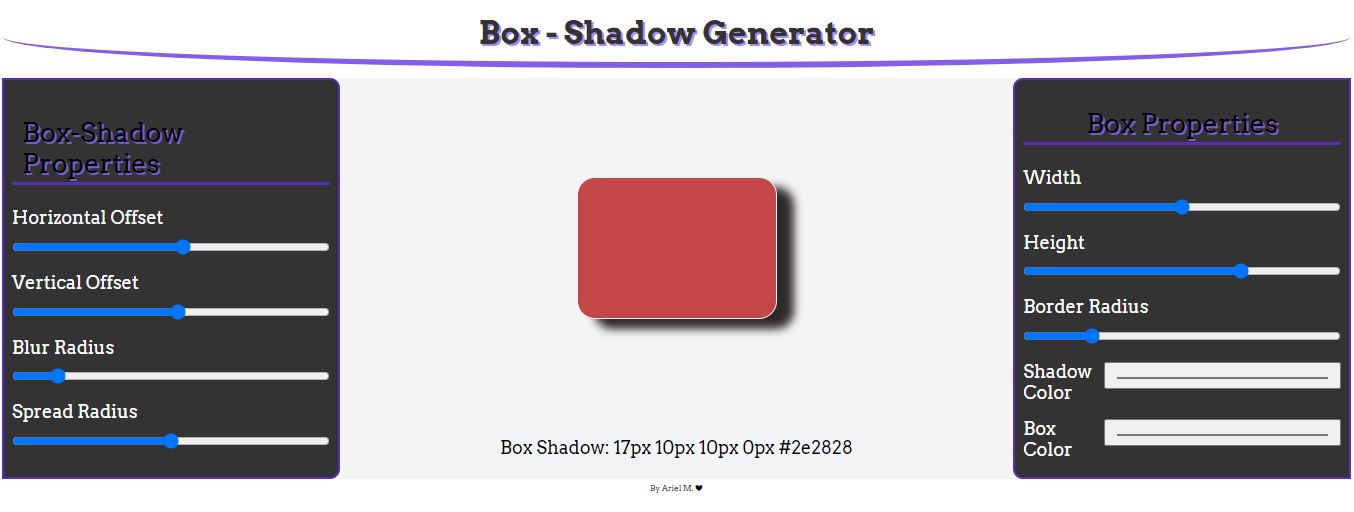 Box - Shadow Generator
Box-Shadow
Properties
Horizontal Offset
Vertical Offset
Blur Radius
Spread Radius
Box Shadow: 17px 10px 10px 0px #2e2828
Box Properties
Width
Height
Border Radius
Shadow
Color
Box
Color
By Ariel M. ❤